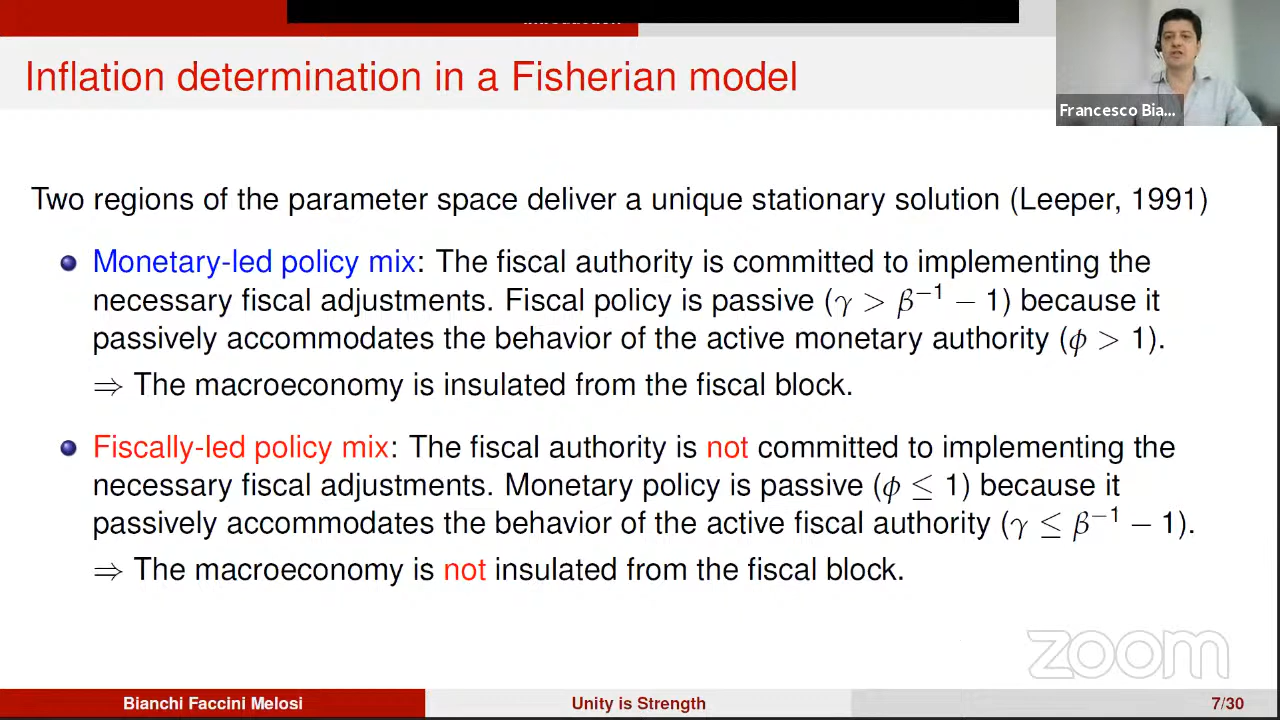 Inflation determination in a Fisherian model
Francesco Bia...
Two regions of the parameter space deliver a unique stationary solution (Leeper, 1991)
Monetary-led policy mix: The fiscal authority is committed to implementing the
necessary fiscal adjustments. Fiscal policy is passive (γ > β⁻¹ − 1) because it
passively accommodates the behavior of the active monetary authority (ϕ > 1).
⇒ The macroeconomy is insulated from the fiscal block.
Fiscally-led policy mix: The fiscal authority is not committed to implementing the
necessary fiscal adjustments. Monetary policy is passive (ϕ ≤ 1) because it
passively accommodates the behavior of the active fiscal authority (γ ≤ β⁻¹ − 1).
⇒ The macroeconomy is not insulated from the fiscal block.
zoom
Bianchi Faccini Melosi
Unity is Strength
7/30